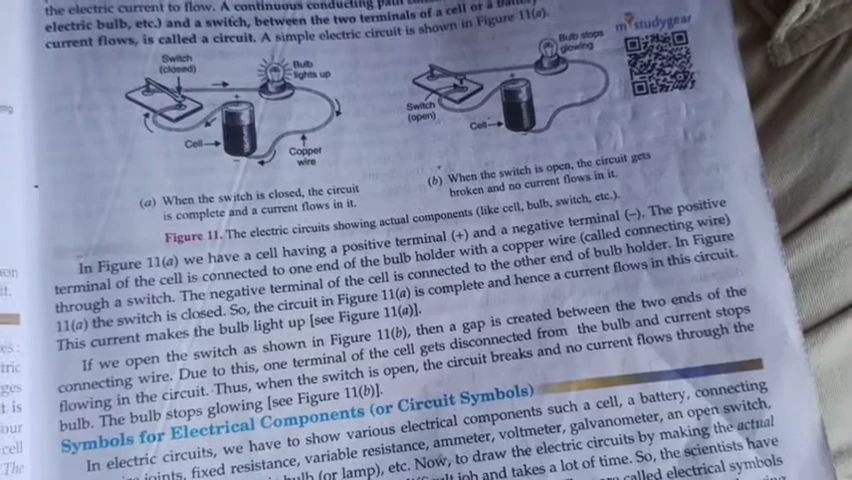 the electric current to flow. A continuous conducting path
electric bulb, etc.) and a switch, between the two terminals of a cell or a
current flows, is called a circuit. A simple electric circuit is shown in Figure 11(a).
studygear
Switch
(closed)
Bulb
lights up
Cell
Copper
wire
Bulb stops
glowing
Switch
(open)
Cell
(a) When the switch is closed, the circuit
is complete and a current flows in it.
(b) When the switch is open, the circuit gets
broken and no current flows in it.
Figure 11. The electric circuits showing actual components (like cell, bulb, switch, etc.).
In Figure 11(a) we have a cell having a positive terminal (+) and a negative terminal (–). The positive
terminal of the cell is connected to one end of the bulb holder with a copper wire (called connecting wire)
through a switch. The negative terminal of the cell is connected to the other end of bulb holder. In Figure
11(a) the switch is closed. So, the circuit in Figure 11(a) is complete and hence a current flows in this circuit.
This current makes the bulb light up [see Figure 11(a)].
If we open the switch as shown in Figure 11(b), then a gap is created between the two ends of the
connecting wire. Due to this, one terminal of the cell gets disconnected from the bulb and current stops
flowing in the circuit. Thus, when the switch is open, the circuit breaks and no current flows through the
bulb. The bulb stops glowing [see Figure 11(b)].
Symbols for Electrical Components (or Circuit Symbols)
In electric circuits, we have to show various electrical components such a cell, a battery, connecting
joints, fixed resistance, variable resistance, ammeter, voltmeter, galvanometer, an open switch,
bulb (or lamp), etc. Now, to draw the electric circuits by making the actual
job and takes a lot of time. So, the scientists have
called electrical symbols
t is
our
cell
The